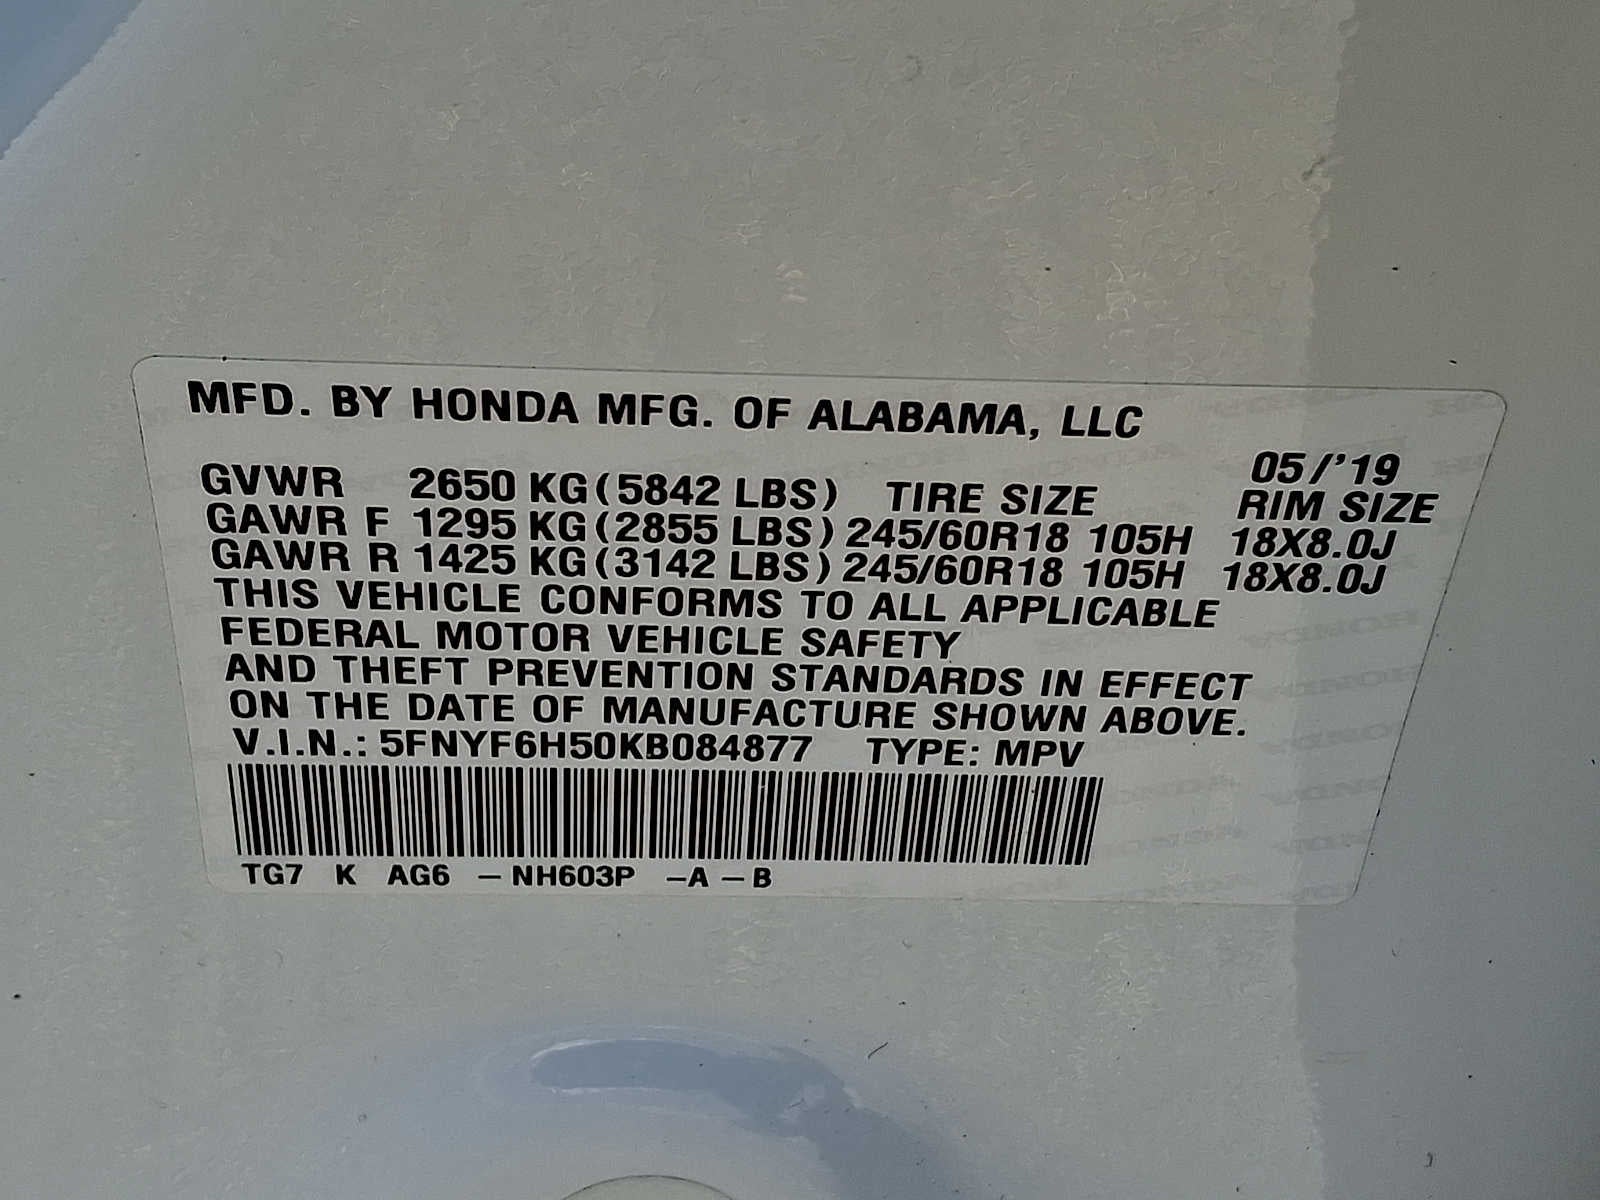 MFD. BY HONDA MFG. OF ALABAMA, LLC
05/'19
GVWR 2650 KG(5842 LBS) TIRE SIZE RIM SIZE
GAWR F 1295 KG(2855 LBS) 245/60R18 105H 18X8.0J
GAWR R 1425 KG(3142 LBS) 245/60R18 105H 18X8.0J
THIS VEHICLE CONFORMS TO ALL APPLICABLE
FEDERAL MOTOR VEHICLE SAFETY
AND THEFT PREVENTION STANDARDS IN EFFECT
ON THE DATE OF MANUFACTURE SHOWN ABOVE.
V.I.N.: 5FNYF6H50KB084877 TYPE: MPV
TG7 K AG6 –NH603P –A–B